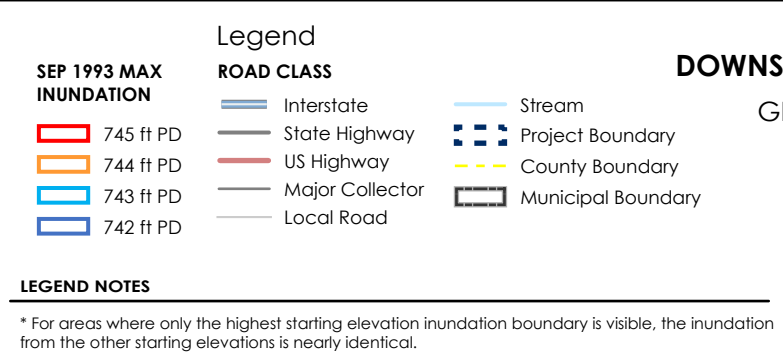 Legend
SEP 1993 MAX
INUNDATION
745 ft PD
744 ft PD
743 ft PD
742 ft PD
ROAD CLASS
Interstate
State Highway
US Highway
Major Collector
Local Road
Stream
Project Boundary
County Boundary
Municipal Boundary
DOWNS
LEGEND NOTES
* For areas where only the highest starting elevation inundation boundary is visible, the inundation
from the other starting elevations is nearly identical.